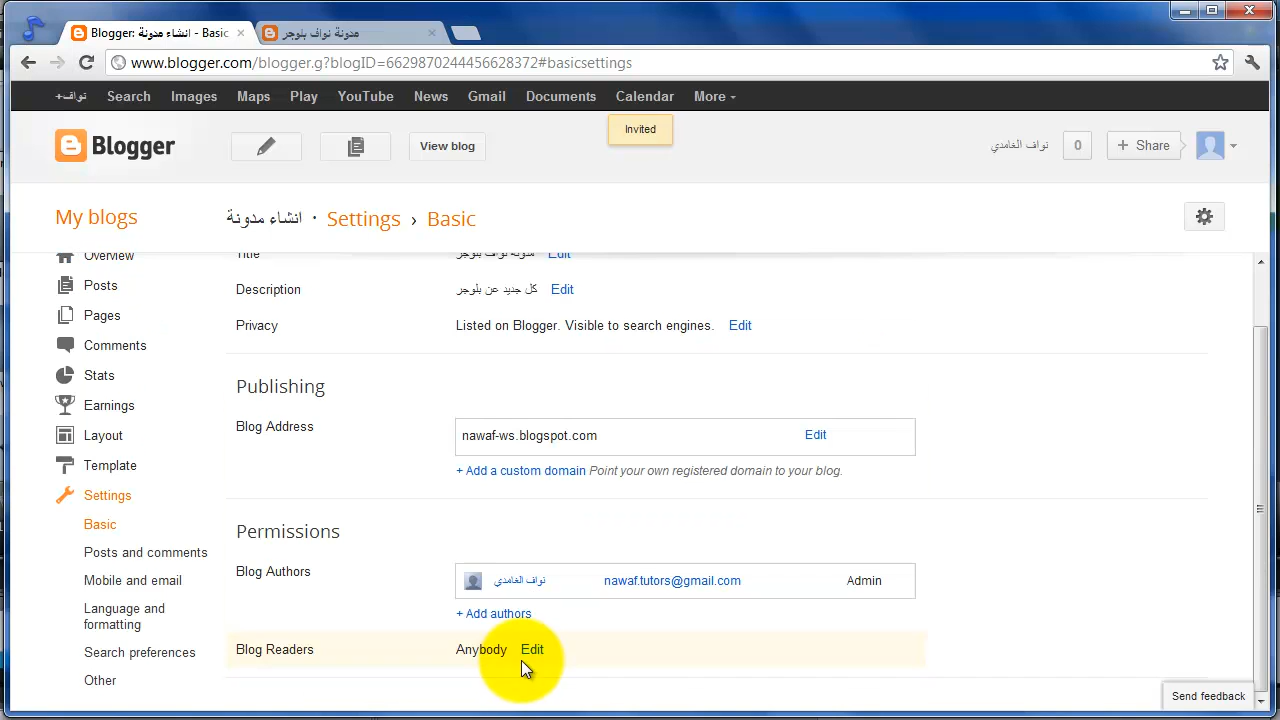 Blogger: انشاء مدونة - Basic
مدونة نواف بلوجر
www.blogger.com/blogger.g?blogID=6629870244456628372#basicsettings
+نواف Search Images Maps Play YouTube News Gmail Documents Calendar More
Invited
Blogger View blog نواف الغامدي 0 + Share
My blogs انشاء مدونة · Settings › Basic
Overview
Title مدونة نواف بلوجر Edit
Posts
Description كل جديد عن بلوجر Edit
Pages
Privacy Listed on Blogger. Visible to search engines. Edit
Comments
Stats
Publishing
Earnings
Blog Address nawaf-ws.blogspot.com Edit
Layout
Template
+ Add a custom domain Point your own registered domain to your blog.
Settings
Basic
Permissions
Posts and comments
Blog Authors نواف الغامدي nawaf.tutors@gmail.com Admin
Mobile and email
Language and
formatting
+ Add authors
Search preferences
Blog Readers Anybody Edit
Other
Send feedback